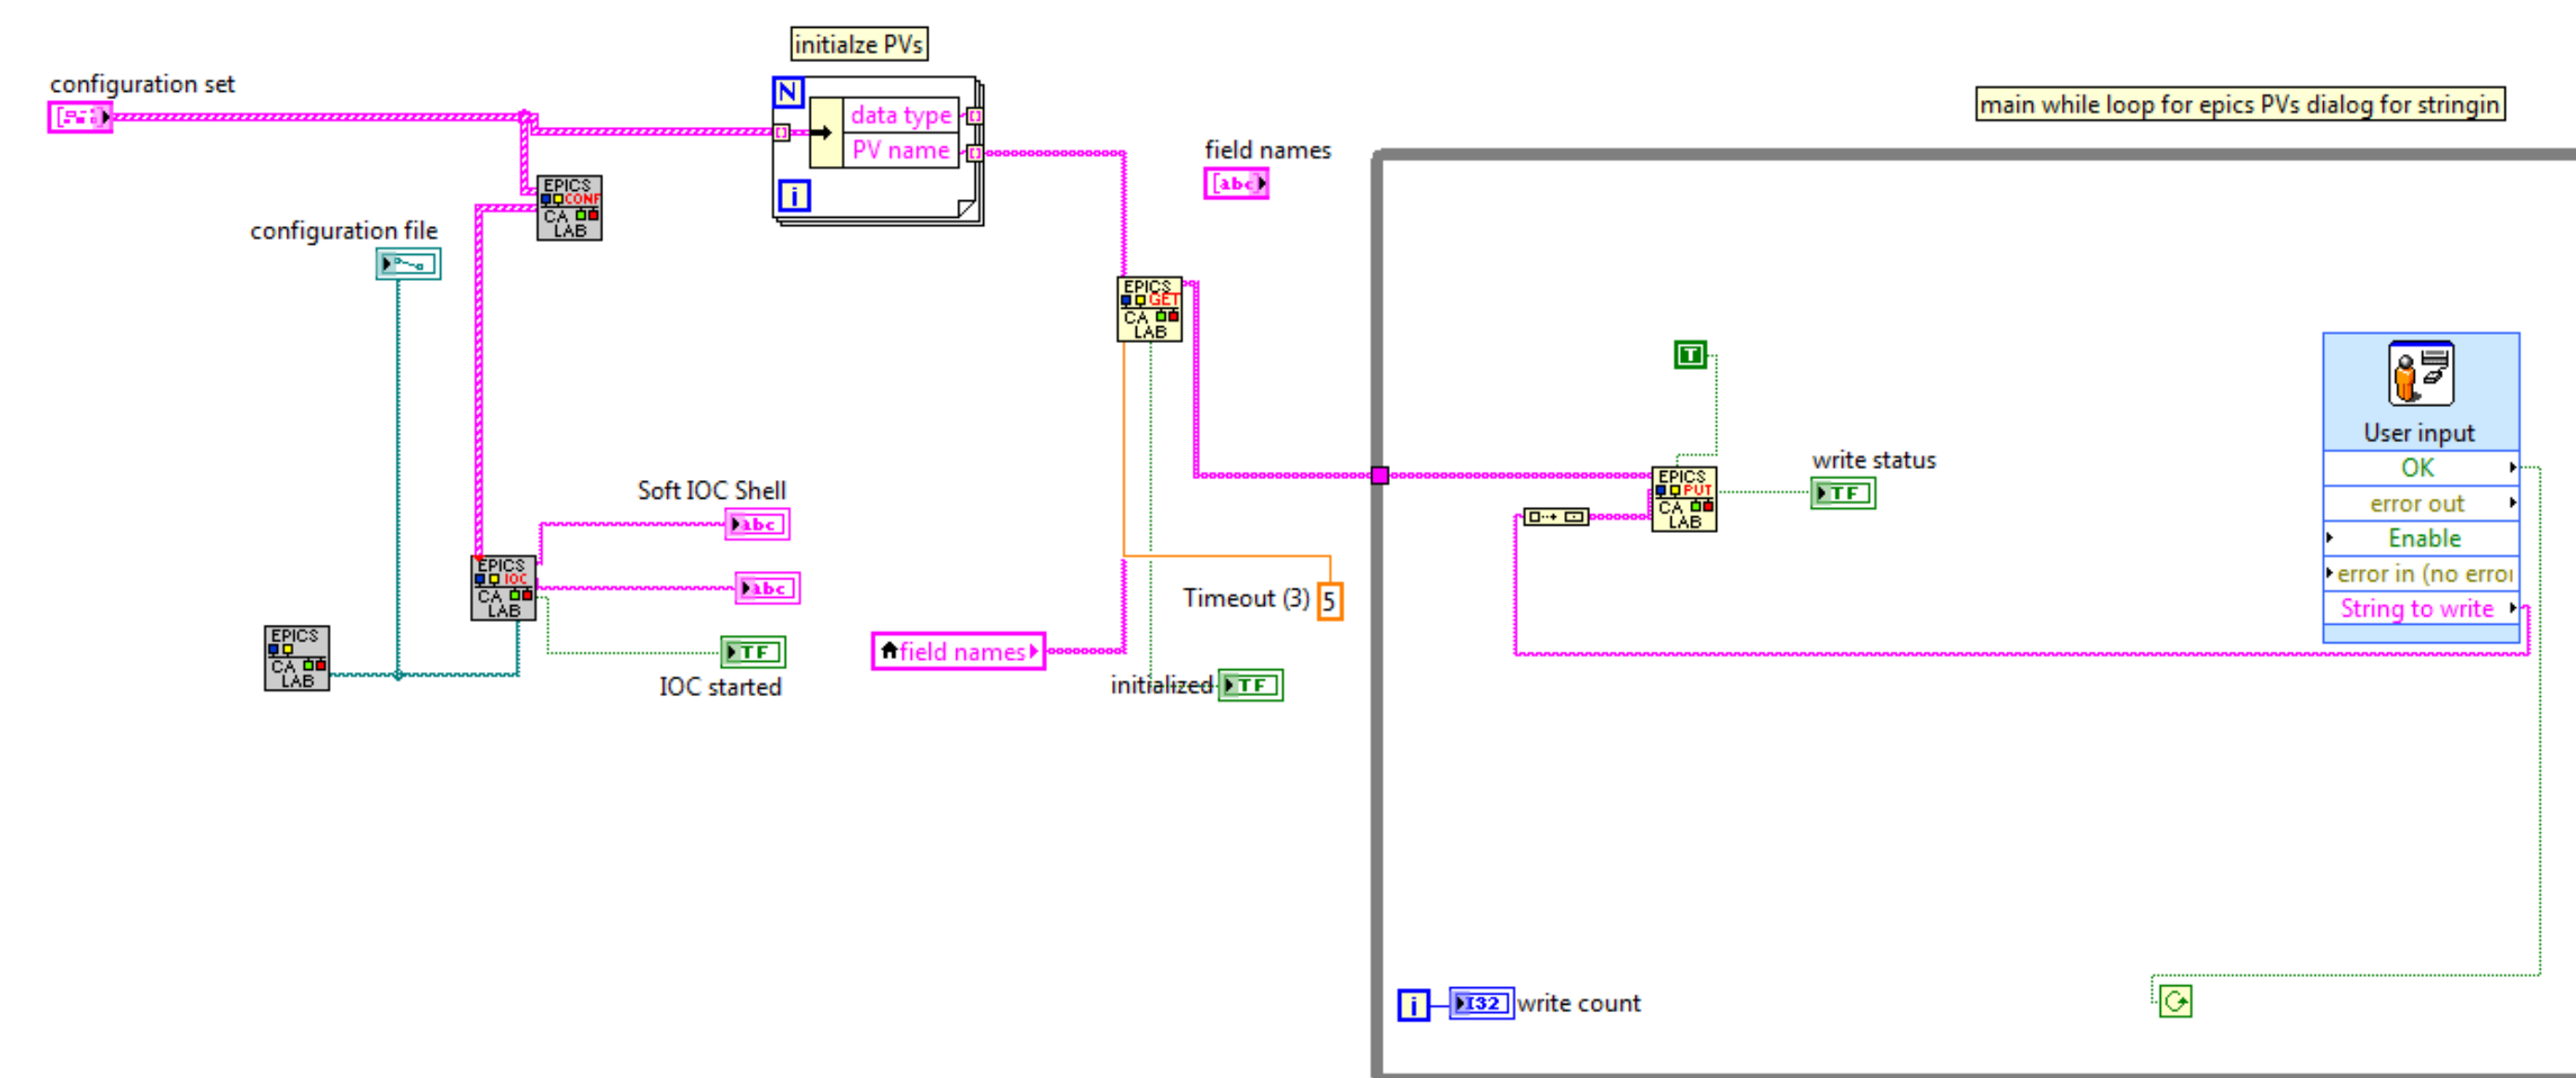 initialze PVs
configuration set
N
data type
PV name
i
main while loop for epics PVs dialog for stringin
field names
abc
EPICS
CONF
CA
LAB
configuration file
EPICS
GET
CA
LAB
T
User input
OK
error out
Enable
error in (no error
String to write
write status
TF
EPICS
PUT
CA
LAB
Soft IOC Shell
abc
abc
EPICS
IOC
CA
LAB
TF
IOC started
EPICS
CA
LAB
Timeout (3) 5
field names
initialized TF
i
I32 write count